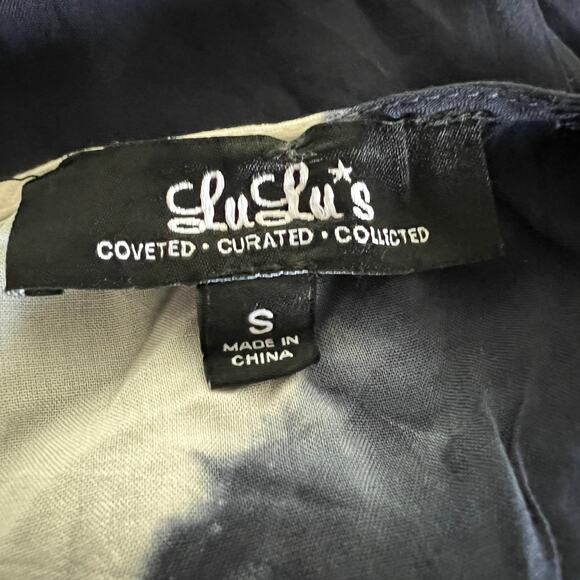 LuLu*s
COVETED • CURATED • COLLECTED
S
MADE IN
CHINA